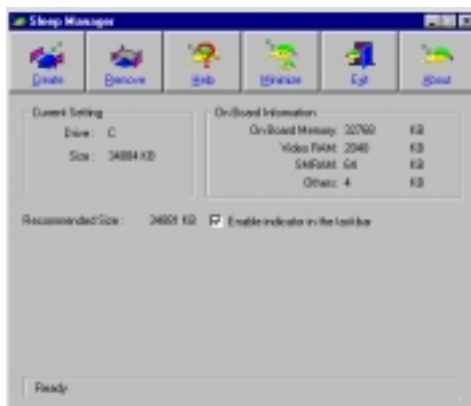 Sleep Manager
Create Remove Help Minimize Exit About
Current Setting
Drive : C
Size : 34884 KB
On Board Information
On Board Memory: 32768 KB
Video RAM: 2048 KB
SMRAM: 64 KB
Others: 4 KB
Recommended Size : KB Enable indicator in the taskbar
Ready